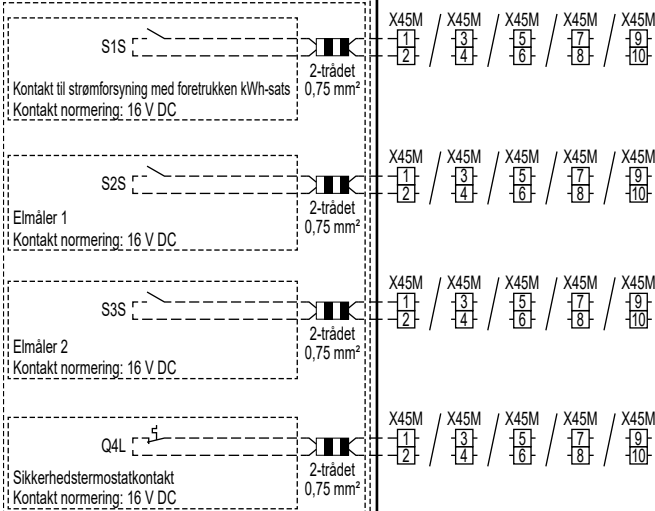 X45M X45M X45M X45M X45M
S1S 1 / 3 / 5 / 7 / 9
2 4 6 8 10
2-trådet
Kontakt til strømforsyning med foretrukken kWh-sats 0,75 mm²
Kontakt normering: 16 V DC
X45M X45M X45M X45M X45M
S2S 1 / 3 / 5 / 7 / 9
2 4 6 8 10
2-trådet
Elmåler 1 0,75 mm²
Kontakt normering: 16 V DC
X45M X45M X45M X45M X45M
S3S 1 / 3 / 5 / 7 / 9
2 4 6 8 10
2-trådet
Elmåler 2 0,75 mm²
Kontakt normering: 16 V DC
X45M X45M X45M X45M X45M
Q4L 1 / 3 / 5 / 7 / 9
2 4 6 8 10
2-trådet
Sikkerhedstermostatkontakt 0,75 mm²
Kontakt normering: 16 V DC